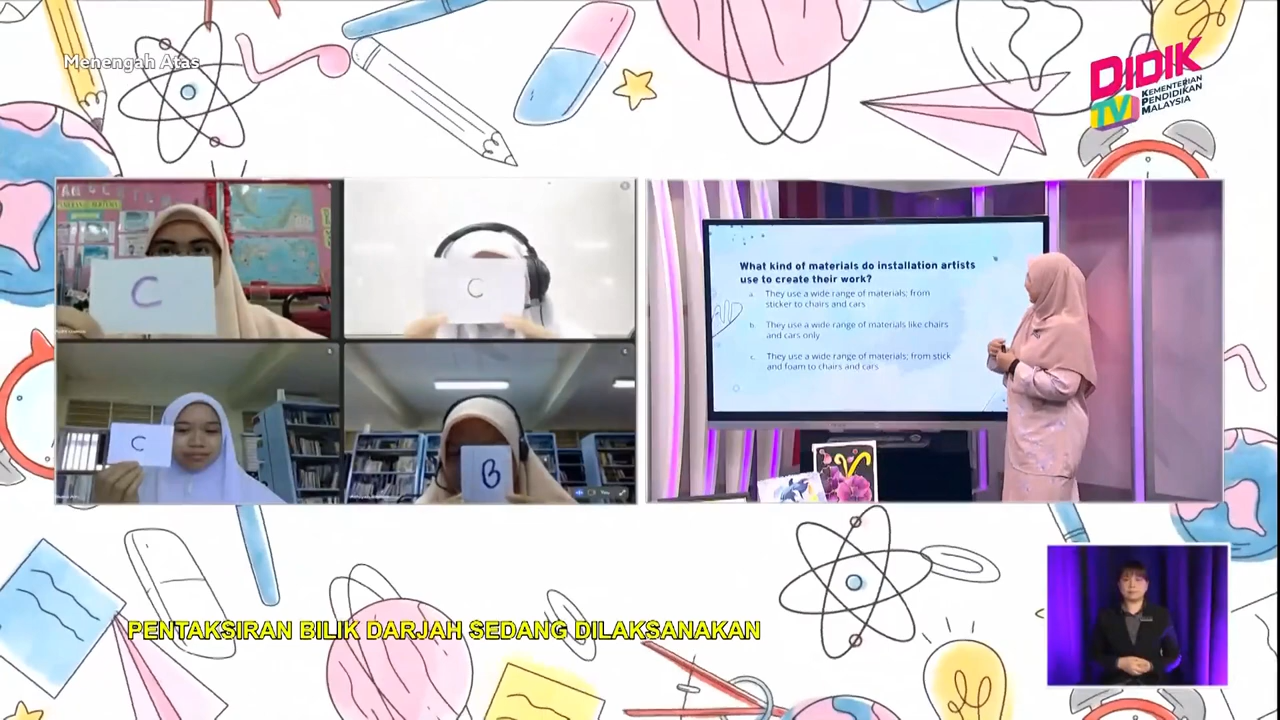 Menengah Atas
DIDIK
TV
KEMENTERIAN
PENDIDIKAN
MALAYSIA
C
C
C
B
What kind of materials do installation artists
use to create their work?
a. They use a wide range of materials; from
sticker to chairs and cars
b. They use a wide range of materials like chairs
and cars only
c. They use a wide range of materials; from stick
and foam to chairs and cars
PENTAKSIRAN BILIK DARJAH SEDANG DILAKSANAKAN